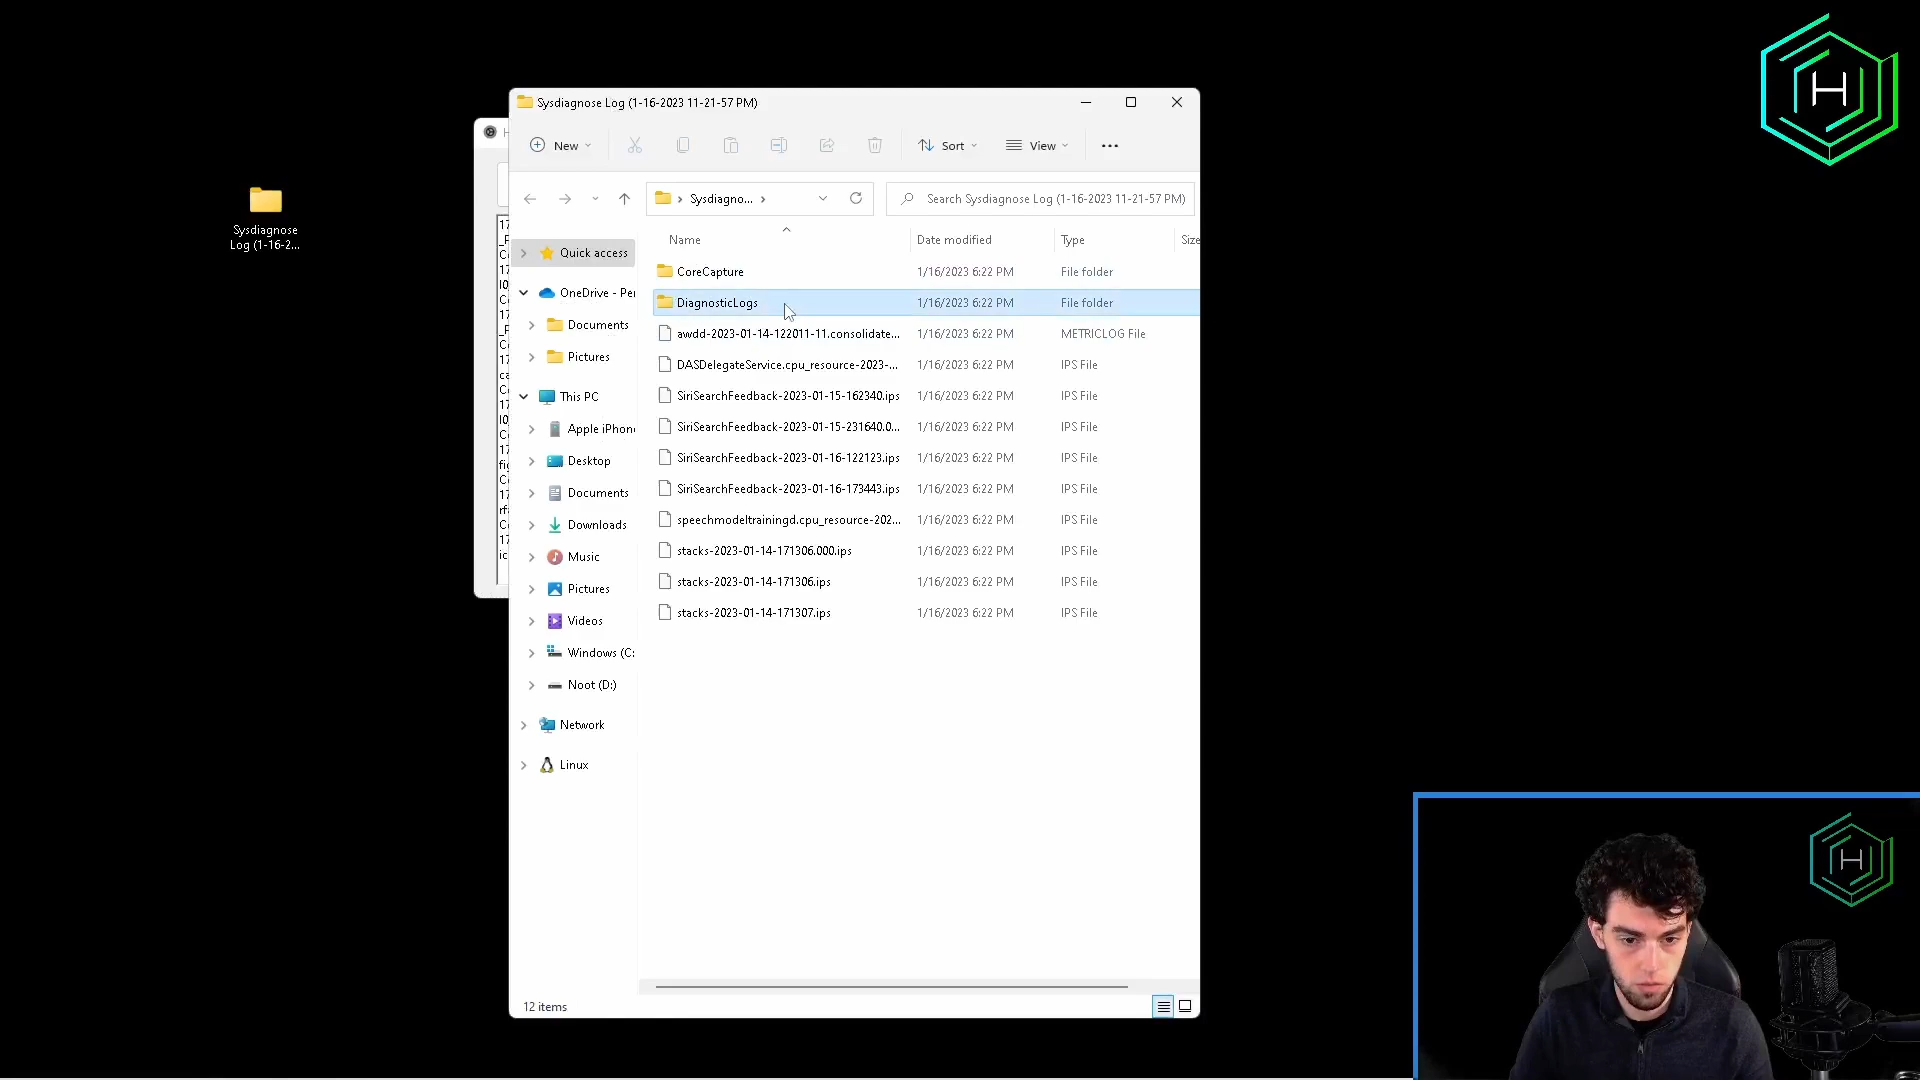 H
Sysdiagnose
Log (1-16-2...
Sysdiagnose Log (1-16-2023 11-21-57 PM)
New
Sort
View
Sysdiagno...
Search Sysdiagnose Log (1-16-2023 11-21-57 PM)
Name Date modified Type Size
Quick access
OneDrive - Per
Documents
Pictures
This PC
Apple iPhone
Desktop
Documents
Downloads
Music
Pictures
Videos
Windows (C:
Noot (D:)
Network
Linux
CoreCapture 1/16/2023 6:22 PM File folder
DiagnosticLogs 1/16/2023 6:22 PM File folder
awdd-2023-01-14-122011-11.consolidate... 1/16/2023 6:22 PM METRICLOG File
DASDelegateService.cpu_resource-2023-... 1/16/2023 6:22 PM IPS File
SiriSearchFeedback-2023-01-15-162340.ips 1/16/2023 6:22 PM IPS File
SiriSearchFeedback-2023-01-15-231640.0... 1/16/2023 6:22 PM IPS File
SiriSearchFeedback-2023-01-16-122123.ips 1/16/2023 6:22 PM IPS File
SiriSearchFeedback-2023-01-16-173443.ips 1/16/2023 6:22 PM IPS File
speechmodeltrainingd.cpu_resource-202... 1/16/2023 6:22 PM IPS File
stacks-2023-01-14-171306.000.ips 1/16/2023 6:22 PM IPS File
stacks-2023-01-14-171306.ips 1/16/2023 6:22 PM IPS File
stacks-2023-01-14-171307.ips 1/16/2023 6:22 PM IPS File
12 items
H